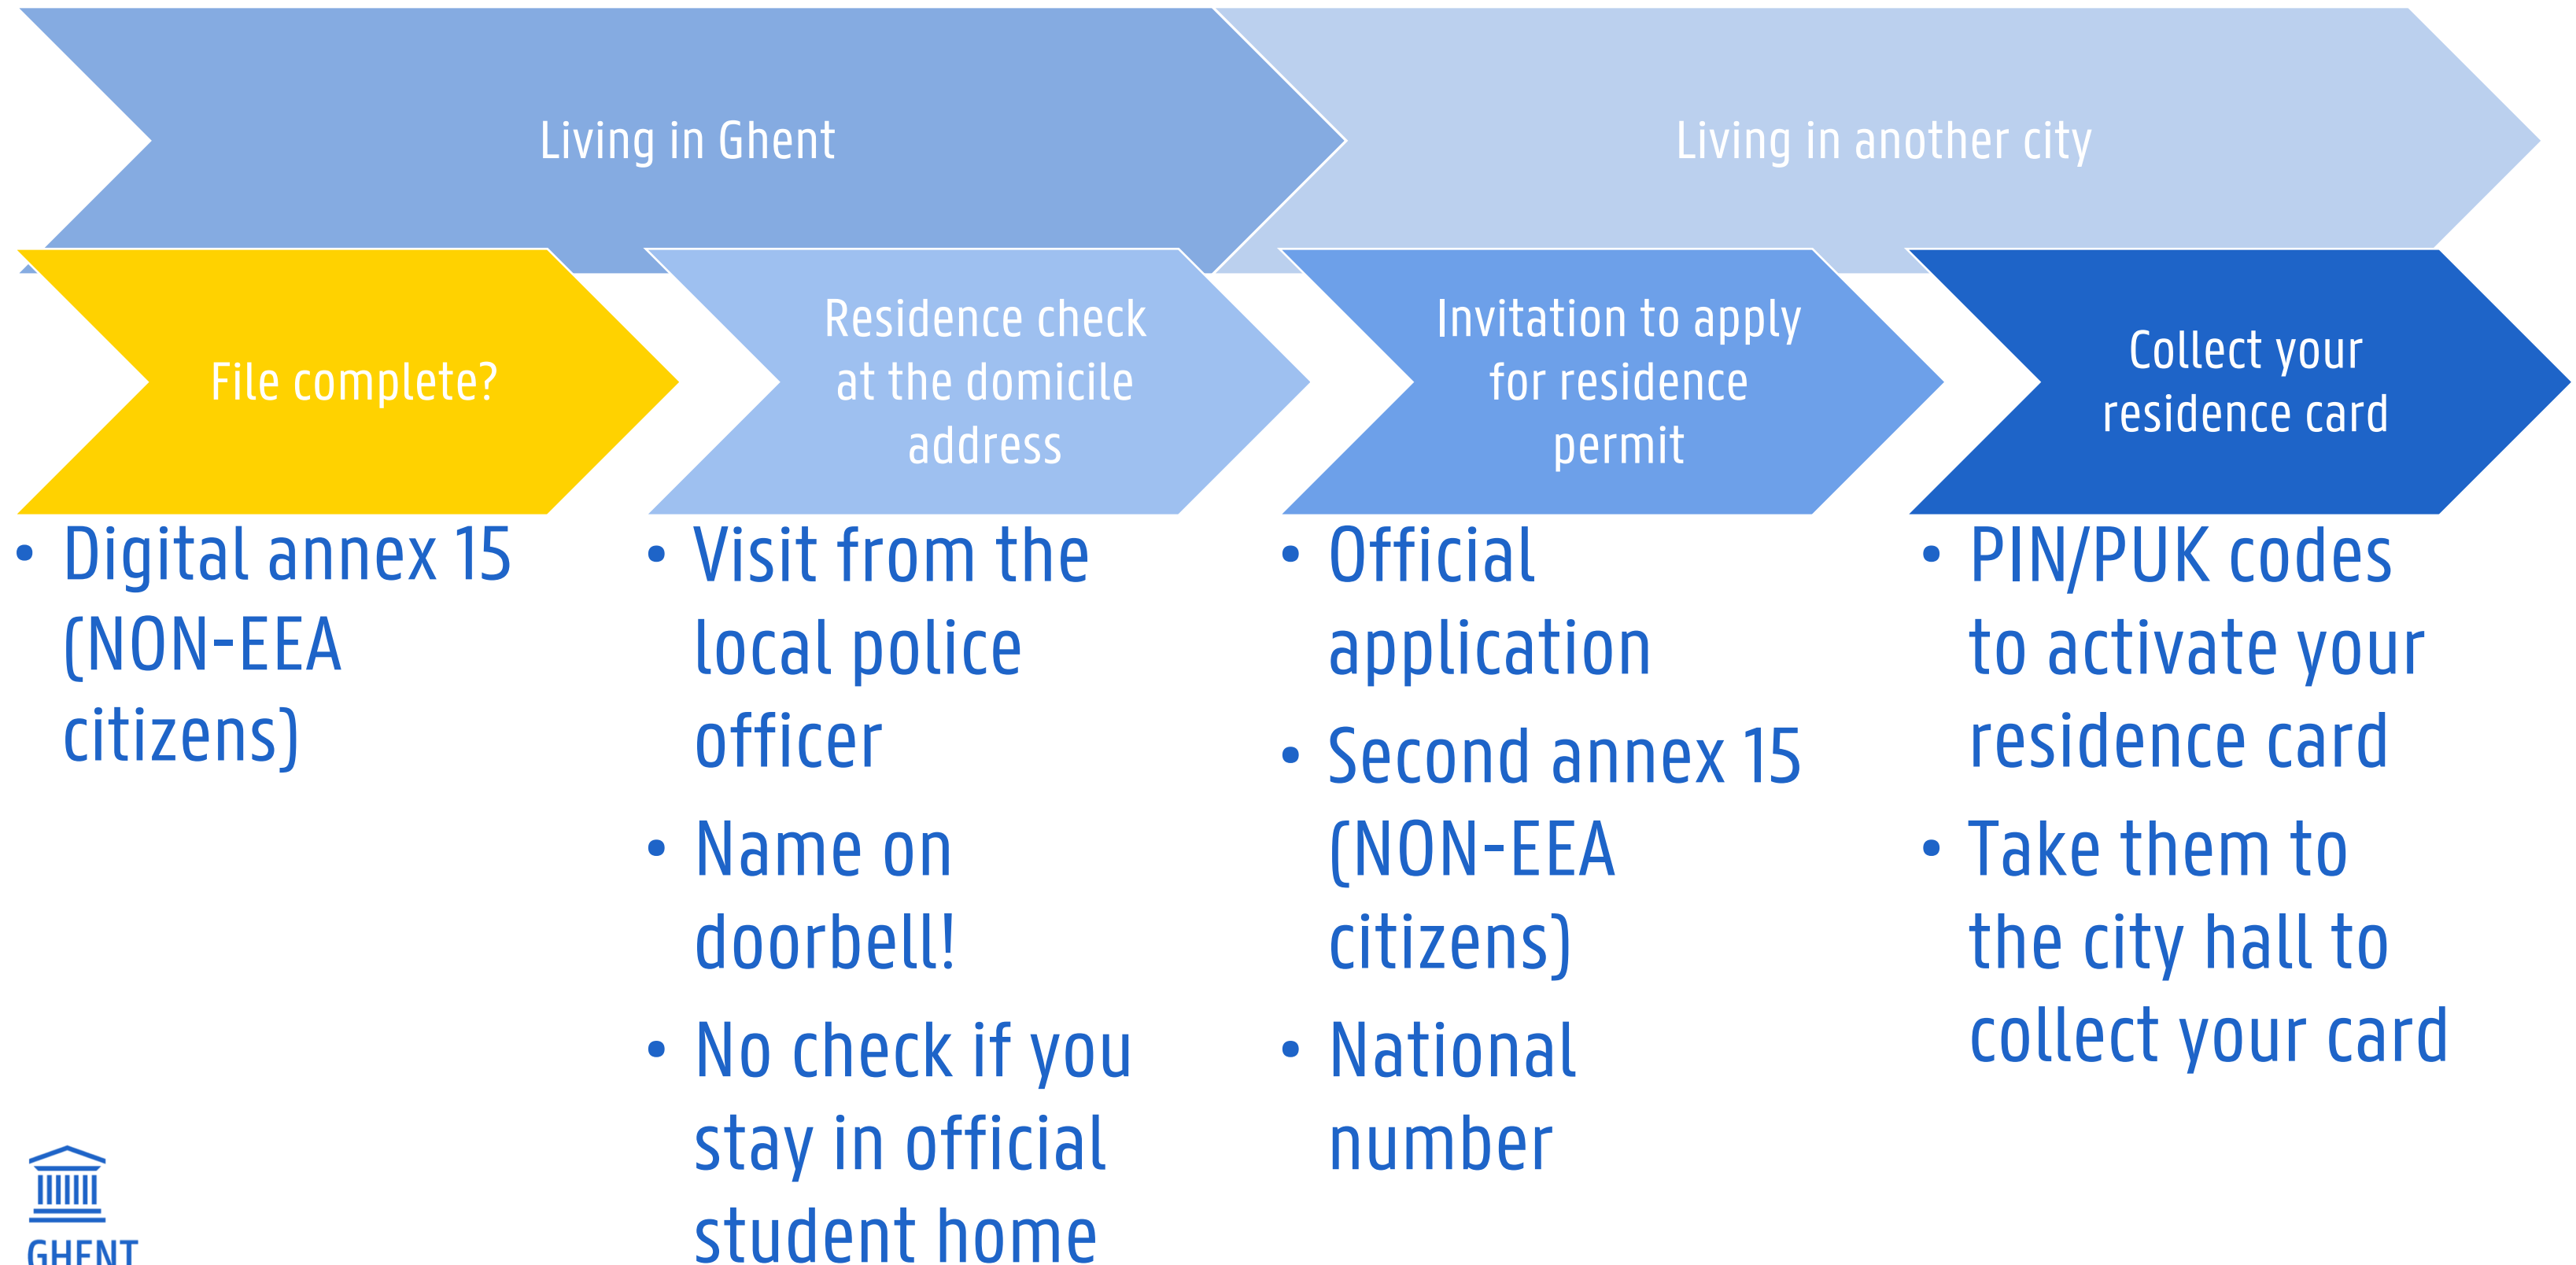 Living in Ghent
Living in another city
File complete?
Residence check
at the domicile
address
Invitation to apply
for residence
permit
Collect your
residence card
• Digital annex 15
(NON-EEA
citizens)
• Visit from the
local police
officer
• Name on
doorbell!
• No check if you
stay in official
student home
• Official
application
• Second annex 15
(NON-EEA
citizens)
• National
number
• PIN/PUK codes
to activate your
residence card
• Take them to
the city hall to
collect your card
GHENT